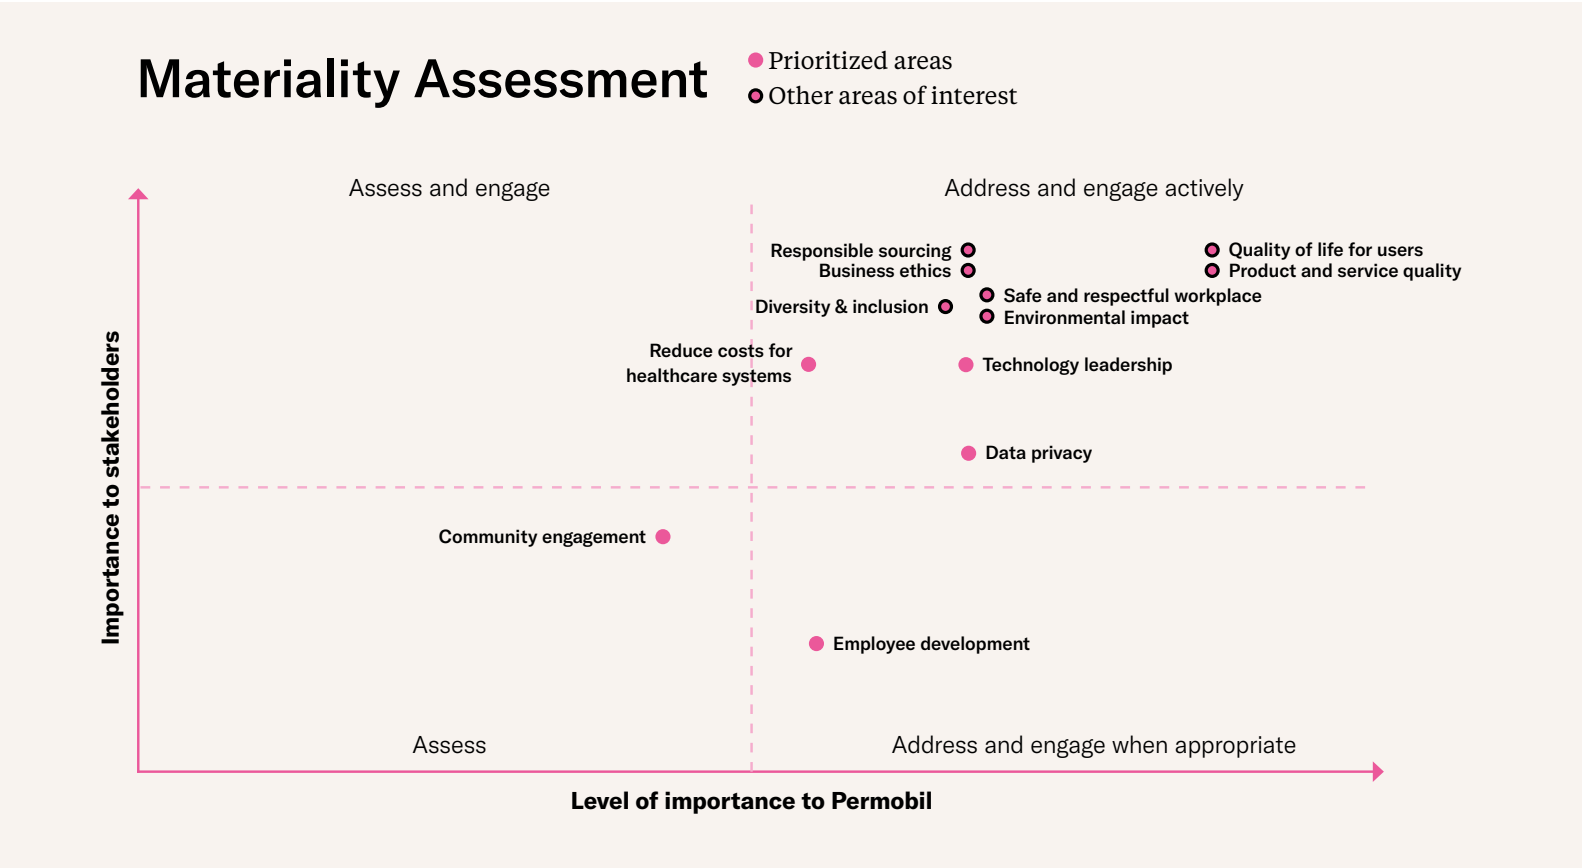 Materiality Assessment
Prioritized areas
Other areas of interest
Assess and engage
Address and engage actively
Responsible sourcing
Quality of life for users
Business ethics
Product and service quality
Safe and respectful workplace
Diversity & inclusion
Environmental impact
Reduce costs for
healthcare systems
Technology leadership
Data privacy
Importance to stakeholders
Community engagement
Employee development
Assess
Address and engage when appropriate
Level of importance to Permobil